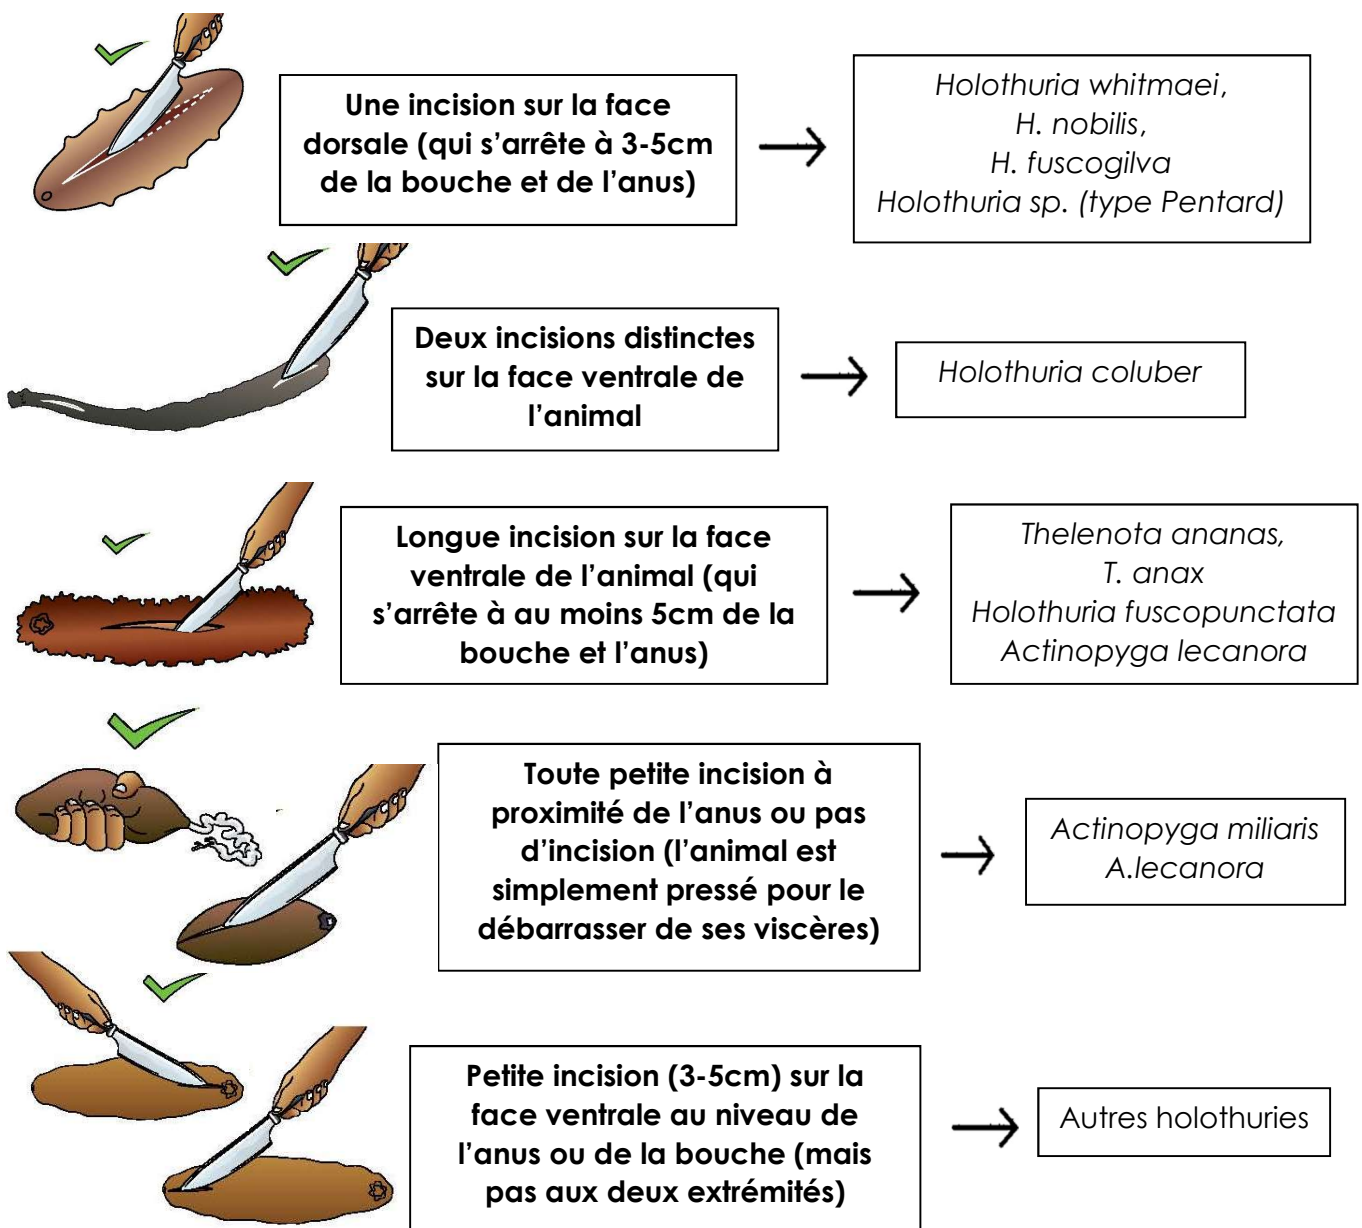 Une incision sur la face
dorsale (qui s’arrête à 3-5cm
de la bouche et de l’anus)
Holothuria whitmaei,
H. nobilis,
H. fuscogilva
Holothuria sp. (type Pentard)
Deux incisions distinctes
sur la face ventrale de
l’animal
Holothuria coluber
Longue incision sur la face
ventrale de l’animal (qui
s’arrête à au moins 5cm de la
bouche et l’anus)
Thelenota ananas,
T. anax
Holothuria fuscopunctata
Actinopyga lecanora
Toute petite incision à
proximité de l’anus ou pas
d’incision (l’animal est
simplement pressé pour le
débarrasser de ses viscères)
Actinopyga miliaris
A.lecanora
Petite incision (3-5cm) sur la
face ventrale au niveau de
l’anus ou de la bouche (mais
pas aux deux extrémités)
Autres holothuries